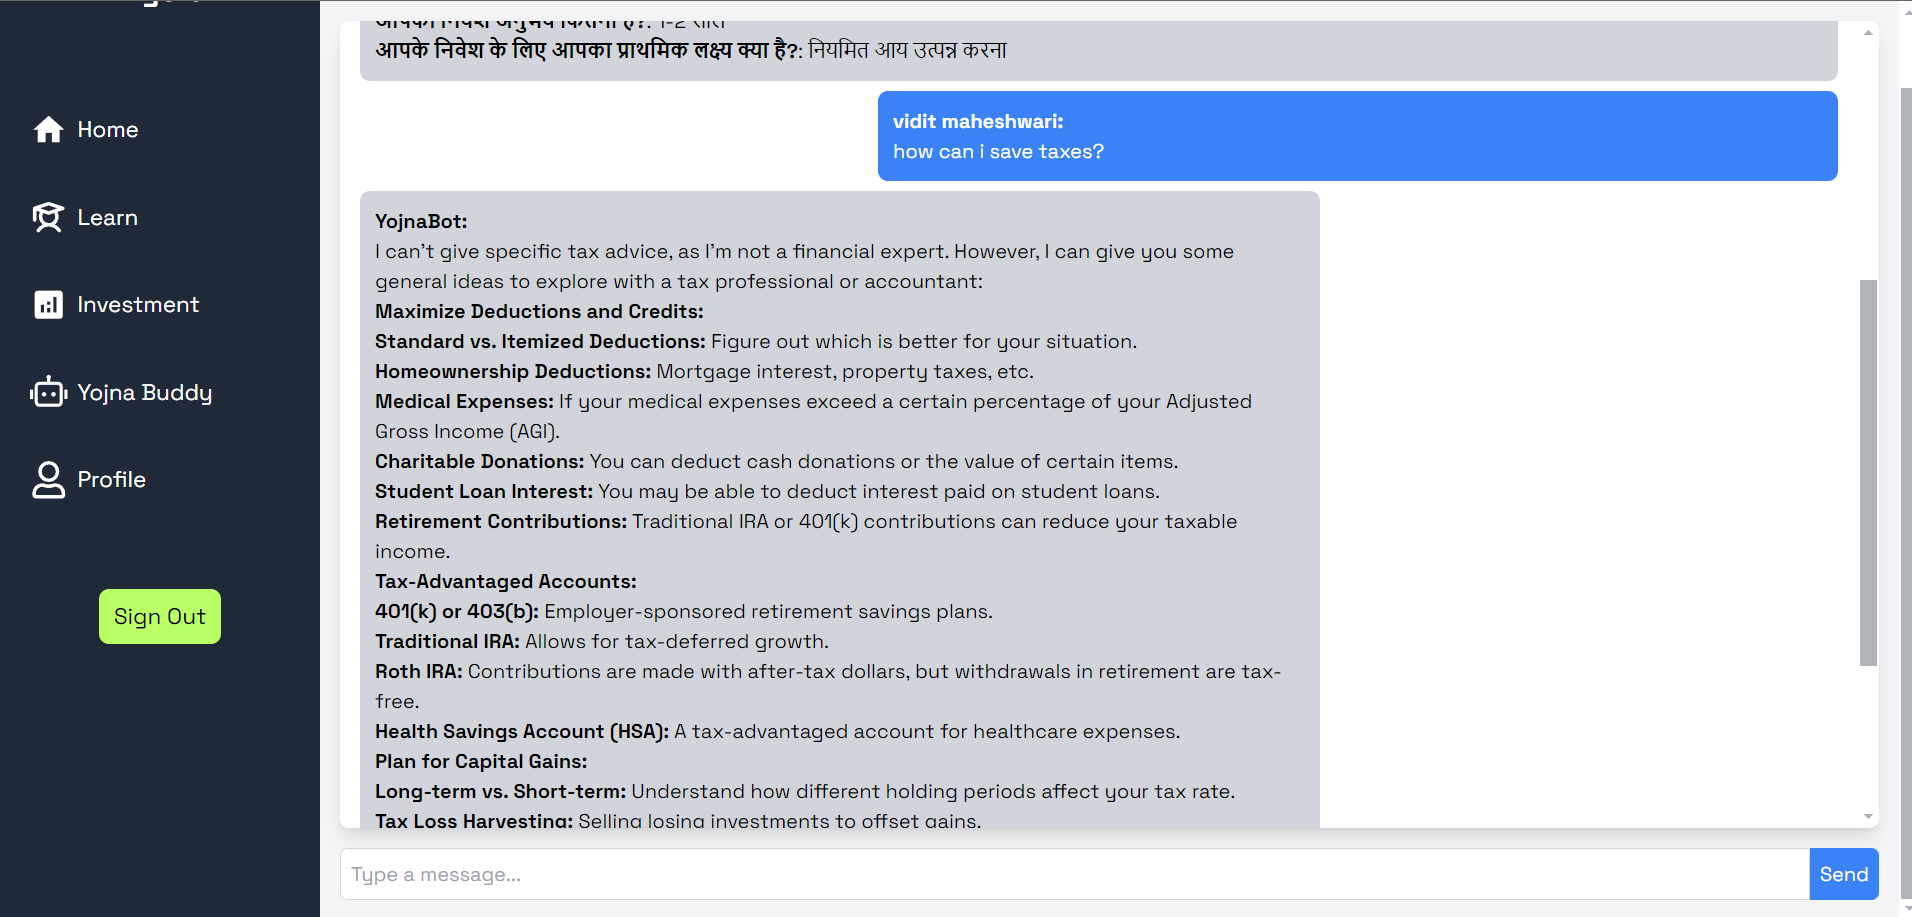 Home
Learn
Investment
Yojna Buddy
Profile
Sign Out
आपका निवेश अनुभव कितना है?: 1-2 साल
आपके निवेश के लिए आपका प्राथमिक लक्ष्य क्या है?: नियमित आय उत्पन्न करना
vidit maheshwari:
how can i save taxes?
YojnaBot:
I can't give specific tax advice, as I'm not a financial expert. However, I can give you some
general ideas to explore with a tax professional or accountant:
Maximize Deductions and Credits:
Standard vs. Itemized Deductions: Figure out which is better for your situation.
Homeownership Deductions: Mortgage interest, property taxes, etc.
Medical Expenses: If your medical expenses exceed a certain percentage of your Adjusted
Gross Income (AGI).
Charitable Donations: You can deduct cash donations or the value of certain items.
Student Loan Interest: You may be able to deduct interest paid on student loans.
Retirement Contributions: Traditional IRA or 401(k) contributions can reduce your taxable
income.
Tax-Advantaged Accounts:
401(k) or 403(b): Employer-sponsored retirement savings plans.
Traditional IRA: Allows for tax-deferred growth.
Roth IRA: Contributions are made with after-tax dollars, but withdrawals in retirement are tax-
free.
Health Savings Account (HSA): A tax-advantaged account for healthcare expenses.
Plan for Capital Gains:
Long-term vs. Short-term: Understand how different holding periods affect your tax rate.
Tax Loss Harvesting: Selling losing investments to offset gains.
Type a message...
Send